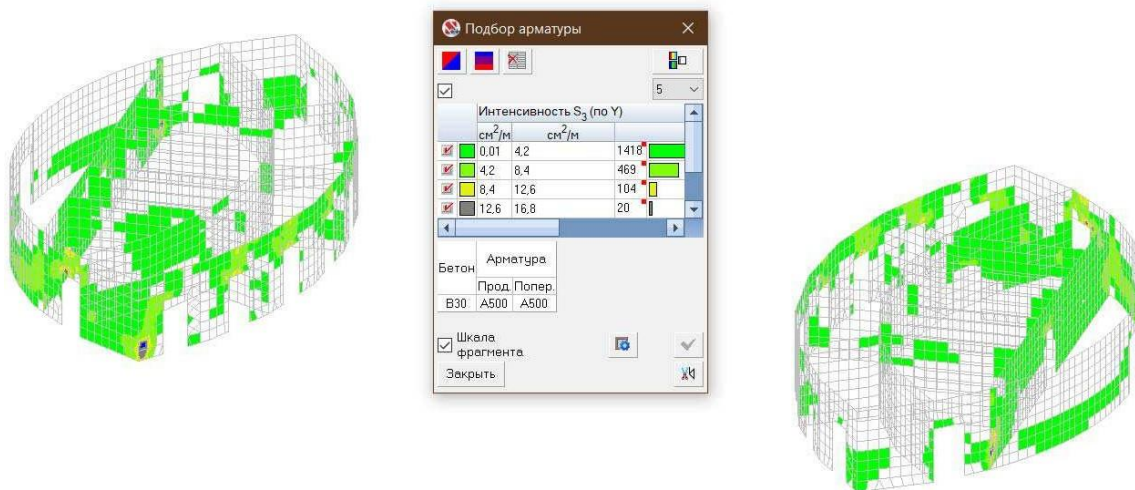 Подбор арматуры
5
Интенсивность S3 (по Y)
см2/м см2/м
0,01 4,2 1418
4,2 8,4 469
8,4 12,6 104
12,6 16,8 20
Бетон Арматура
Прод. Попер.
B30 A500 A500
Шкала
фрагмента
Закрыть